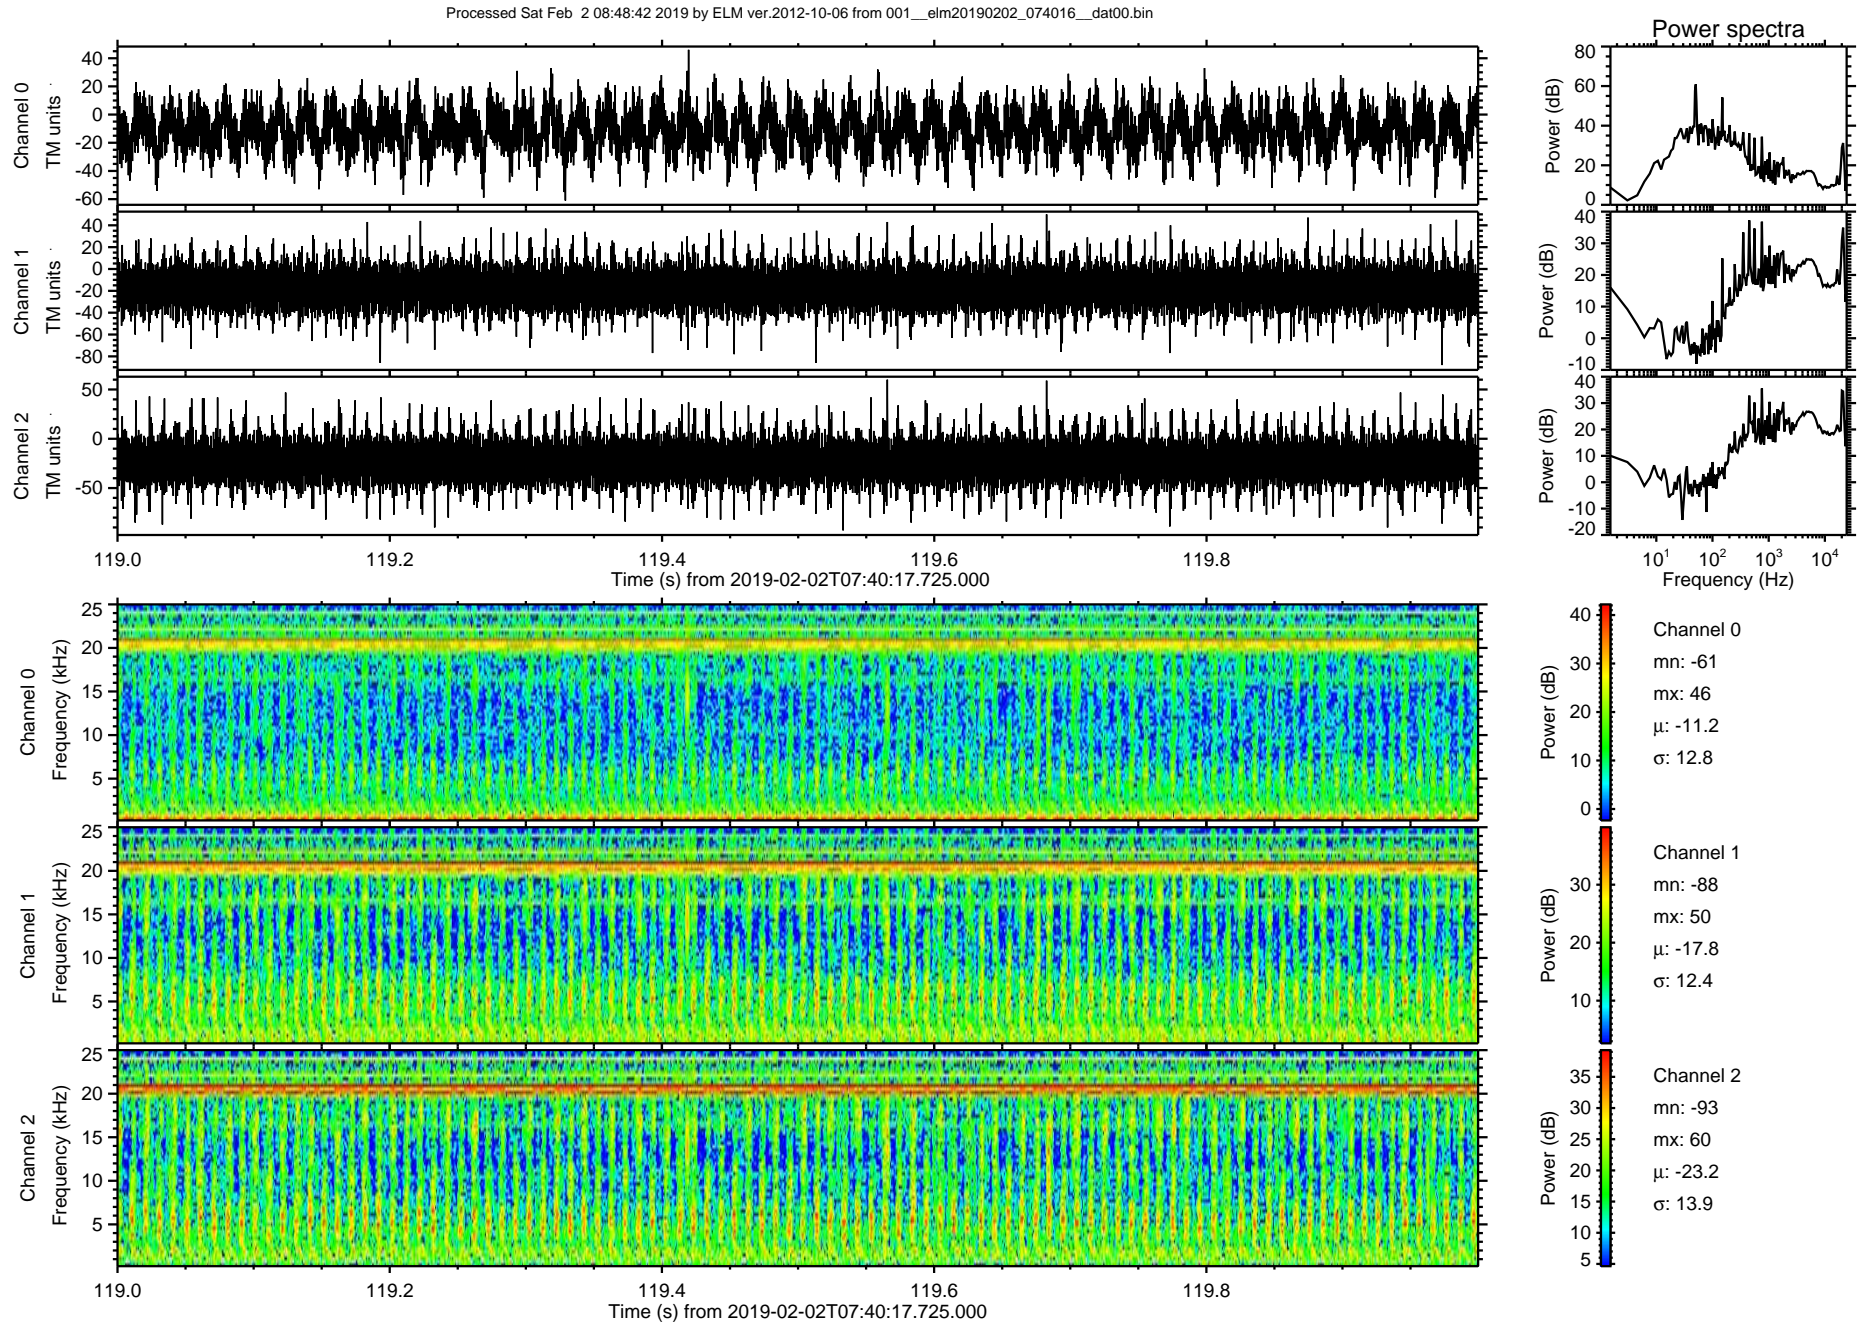 Processed Sat Feb  2 08:48:42 2019 by ELM ver.2012-10-06 from 001__elm20190202_074016__dat00.bin
Power spectra
Channel 0
TM units
40
20
0
-20
-40
-60
Power (dB)
80
60
40
20
0
Channel 1
TM units
40
20
0
-20
-40
-60
-80
Power (dB)
40
30
20
10
0
-10
Channel 2
TM units
50
0
-50
Power (dB)
40
30
20
10
0
-10
-20
119.0 119.2 119.4 119.6 119.8
Time (s) from 2019-02-02T07:40:17.725.000
10¹ 10² 10³ 10⁴
Frequency (Hz)
Channel 0
Frequency (kHz)
25
20
15
10
5
Power (dB)
40
30
20
10
0
Channel 0
mn: -61
mx: 46
μ: -11.2
σ: 12.8
Channel 1
Frequency (kHz)
25
20
15
10
5
Power (dB)
30
20
10
Channel 1
mn: -88
mx: 50
μ: -17.8
σ: 12.4
Channel 2
Frequency (kHz)
25
20
15
10
5
Power (dB)
35
30
25
20
15
10
5
Channel 2
mn: -93
mx: 60
μ: -23.2
σ: 13.9
119.0 119.2 119.4 119.6 119.8
Time (s) from 2019-02-02T07:40:17.725.000